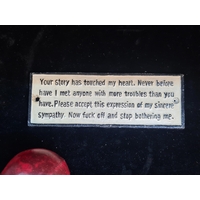 Your story has touched my heart. Never before
have I met anyone with more troubles than you
have. Please accept this expression of my sincere
sympathy. Now fuck off and stop bothering me.